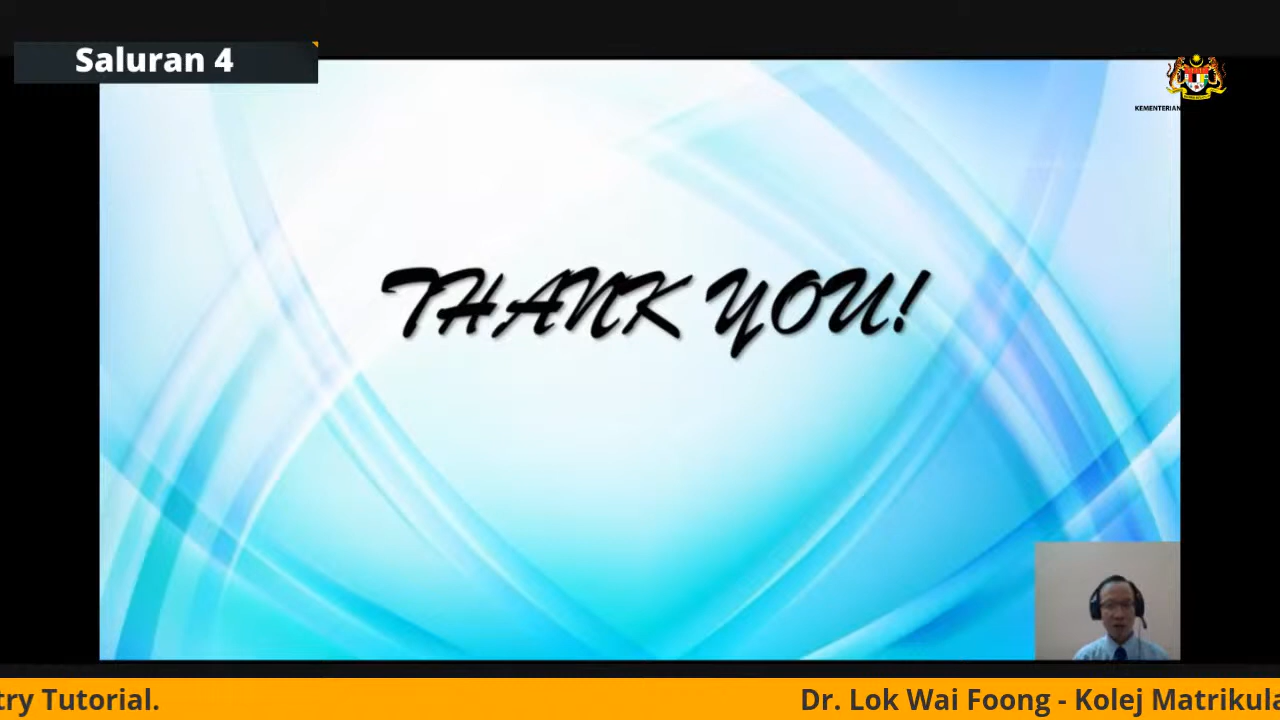 Saluran 4
KEMENTERIAN
THANK YOU!
try Tutorial.
Dr. Lok Wai Foong - Kolej Matrikula